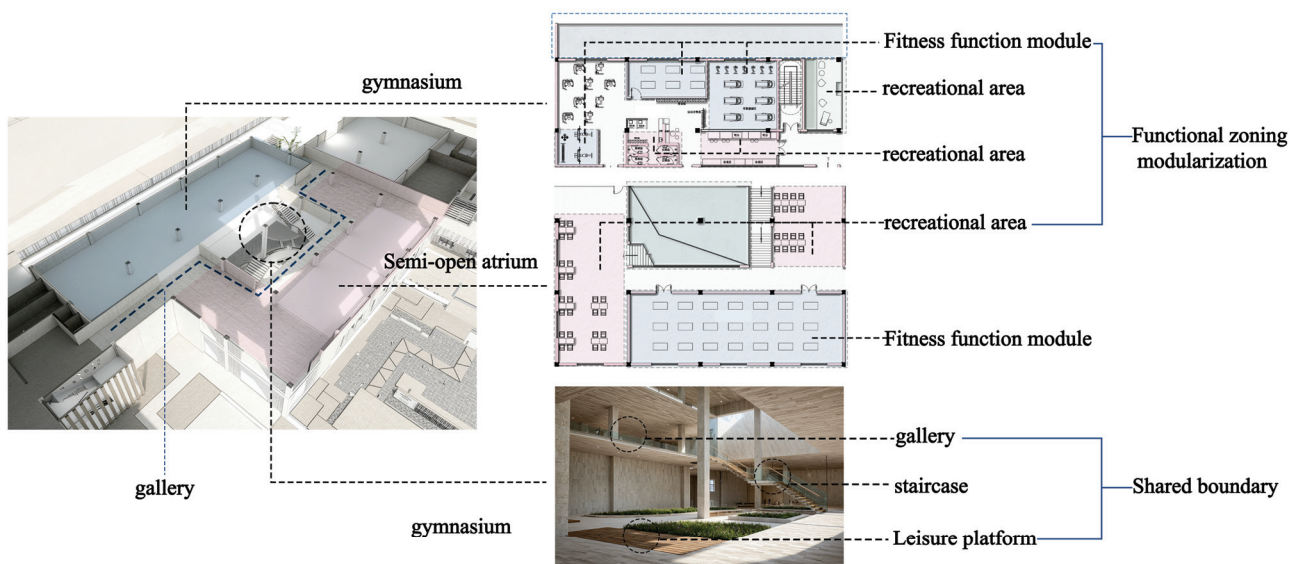 Fitness function module
gymnasium
recreational area
Functional zoning
modularization
recreational area
recreational area
Semi-open atrium
Fitness function module
gallery
staircase
Shared boundary
gallery
gymnasium
Leisure platform